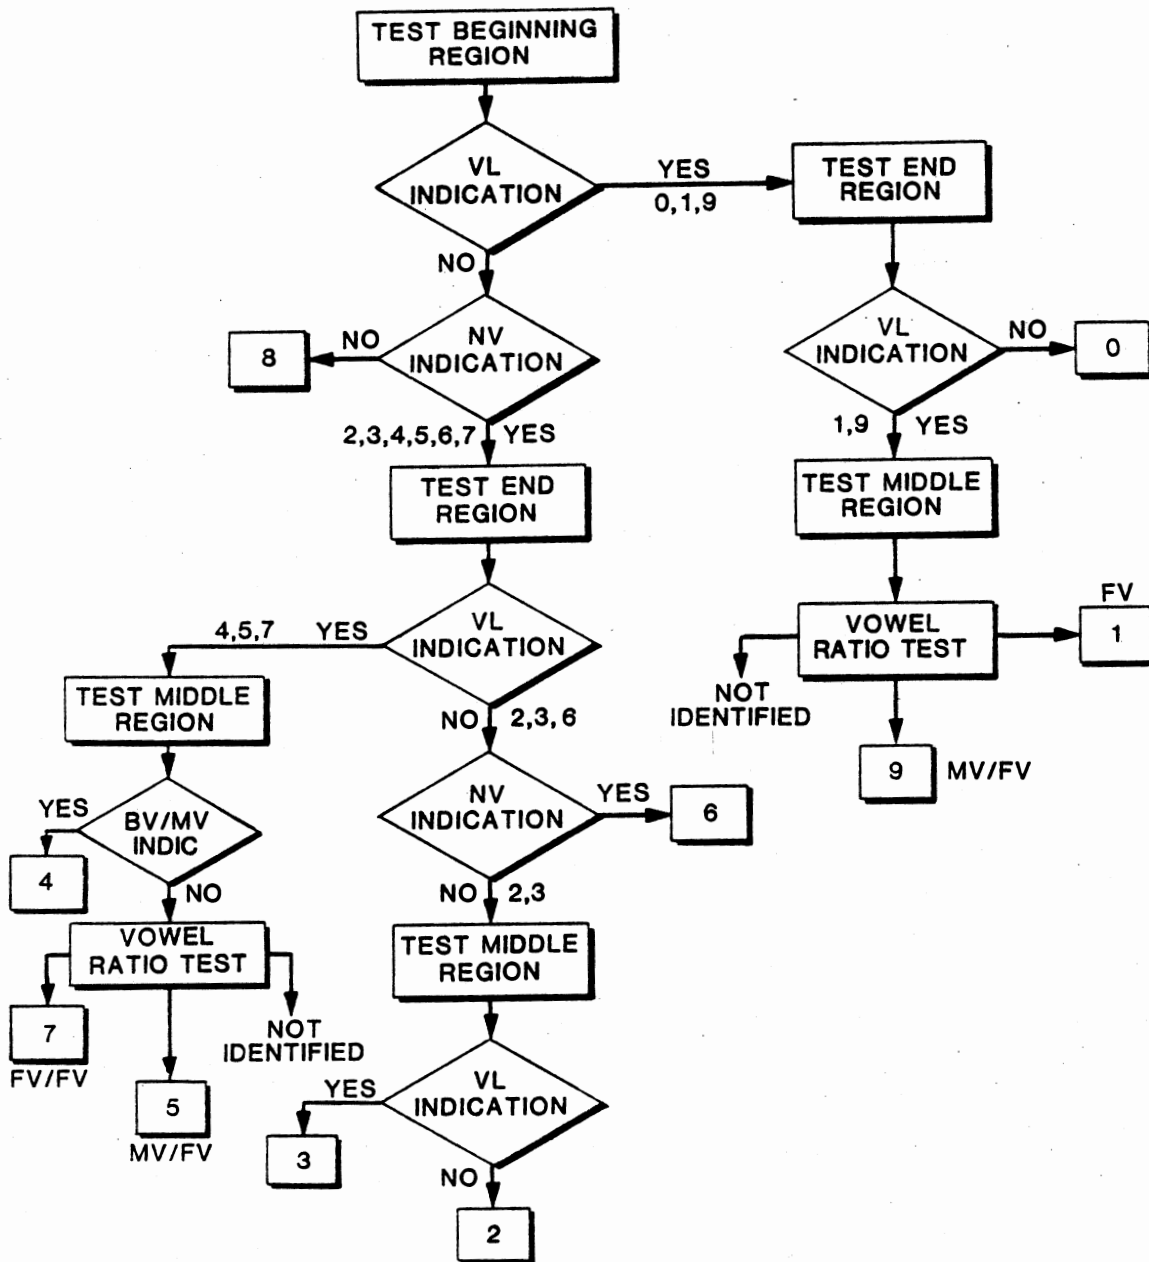 TEST BEGINNING
REGION
VL
INDICATION
YES
0,1,9
TEST END
REGION
NO
NV
INDICATION
NO
8
VL
INDICATION
NO
0
2,3,4,5,6,7 YES
1,9 YES
TEST END
REGION
TEST MIDDLE
REGION
VL
INDICATION
4,5,7 YES
VOWEL
RATIO TEST
FV
1
NOT
IDENTIFIED
9 MV/FV
TEST MIDDLE
REGION
NO 2,3,6
NV
INDICATION
YES
6
BV/MV
INDIC
YES
4
NO
NO 2,3
VOWEL
RATIO TEST
TEST MIDDLE
REGION
7
FV/FV
5
MV/FV
NOT
IDENTIFIED
VL
INDICATION
YES
3
NO
2